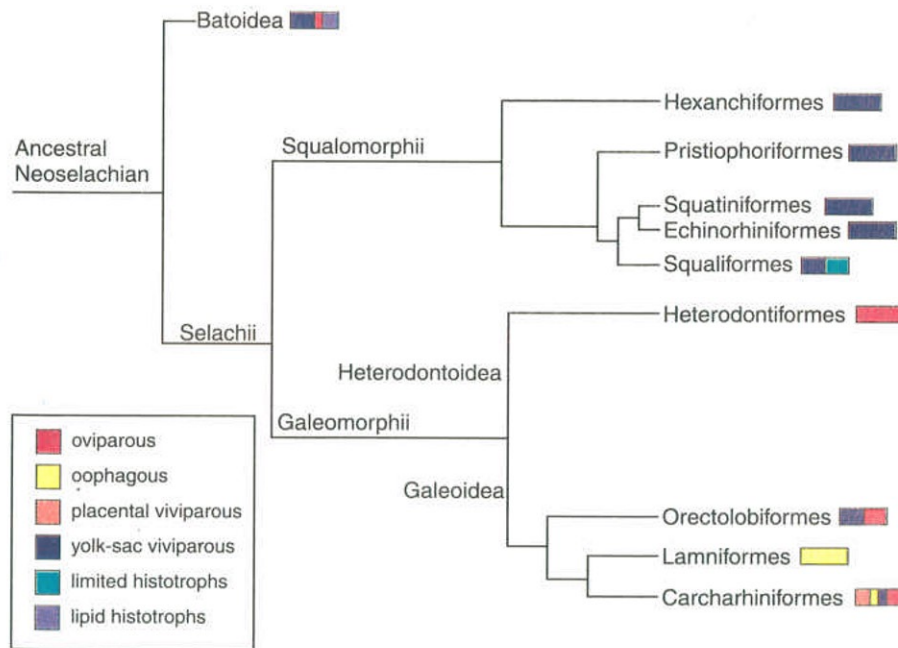 Batoidea
Hexanchiformes
Ancestral
Neoselachian
Squalomorphii
Pristiophoriformes
Squatiniformes
Echinorhiniformes
Squaliformes
Selachii
Heterodontiformes
Heterodontoidea
Galeomorphii
Galeoidea
oviparous
oophagous
placental viviparous
yolk-sac viviparous
limited histotrophs
lipid histotrophs
Orectolobiformes
Lamniformes
Carcharhiniformes